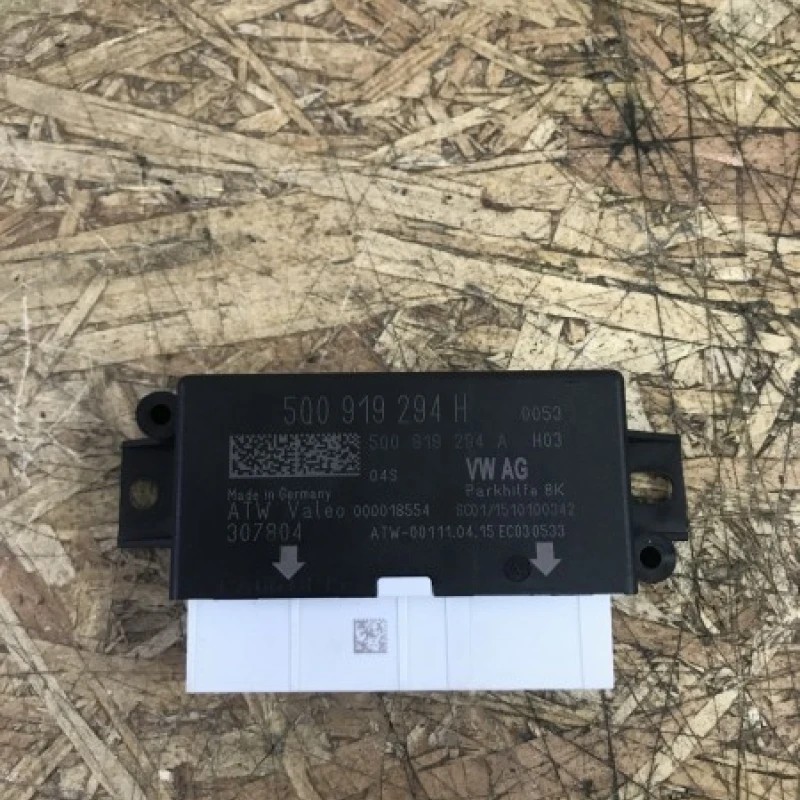 5Q0 919 294 H 0053
5Q0 919 294 A H03
04S VW AG
Made in Germany Parkhilfe 8K
ATW Valeo 000018554 SC01/1510100342
307804 ATW-00111.04.15 EC030533